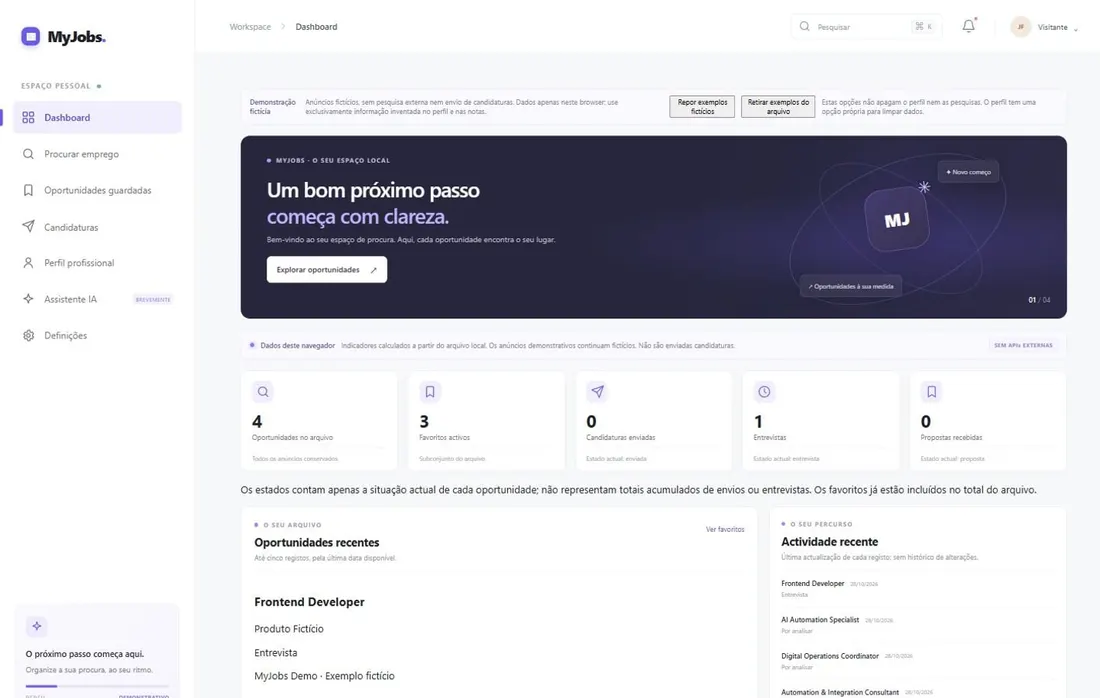 MyJobs.
ESPAÇO PESSOAL
Dashboard
Procurar emprego
Oportunidades guardadas
Candidaturas
Perfil profissional
Assistente IA
BREVEMENTE
Definições
O próximo passo começa aqui.
Organize a sua procura, ao seu ritmo.
PERFIL
DEMONSTRATIVO
Workspace
Dashboard
Pesquisar
⌘ K
JF
Visitante
Demonstração
fictícia
Anúncios fictícios, sem pesquisa externa nem envio de candidaturas. Dados apenas neste browser: use
exclusivamente informação inventada no perfil e nas notas.
Repor exemplos
fictícios
Retirar exemplos do
arquivo
Estas opções não apagam o perfil nem as pesquisas. O perfil tem uma
opção própria para limpar dados.
MYJOBS · O SEU ESPAÇO LOCAL
Um bom próximo passo
começa com clareza.
Bem-vindo ao seu espaço de procura. Aqui, cada oportunidade encontra o seu lugar.
Explorar oportunidades ↗
✦ Novo começo
MJ
↗ Oportunidades à sua medida
01 / 04
Dados deste navegador
Indicadores calculados a partir do arquivo local. Os anúncios demonstrativos continuam fictícios. Não são enviadas candidaturas.
SEM APIs EXTERNAS
4
Oportunidades no arquivo
Todos os anúncios conservados
3
Favoritos activos
Subconjunto do arquivo
0
Candidaturas enviadas
Estado actual: enviada
1
Entrevistas
Estado actual: entrevista
0
Propostas recebidas
Estado actual: proposta
Os estados contam apenas a situação actual de cada oportunidade; não representam totais acumulados de envios ou entrevistas. Os favoritos já estão incluídos no total do arquivo.
O SEU ARQUIVO
Oportunidades recentes
Até cinco registos, pela última data disponível.
Ver favoritos
Frontend Developer
Produto Fictício
Entrevista
MyJobs Demo · Exemplo fictício
O SEU PERCURSO
Actividade recente
Última actualização de cada registo; sem histórico de alterações.
Frontend Developer
Entrevista
AI Automation Specialist
Por analisar
Digital Operations Coordinator
Por analisar
Automation & Integration Consultant